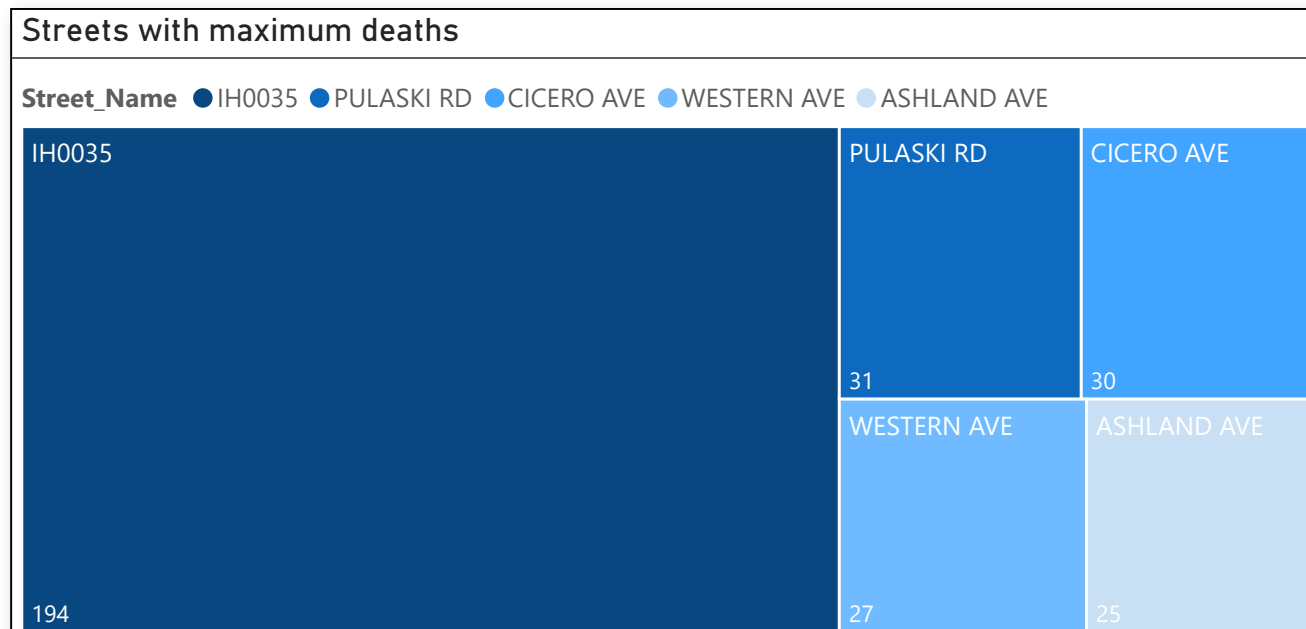 Streets with maximum deaths
Street_Name IH0035 PULASKI RD CICERO AVE WESTERN AVE ASHLAND AVE
IH0035
194
PULASKI RD
31
CICERO AVE
30
WESTERN AVE
27
ASHLAND AVE
25